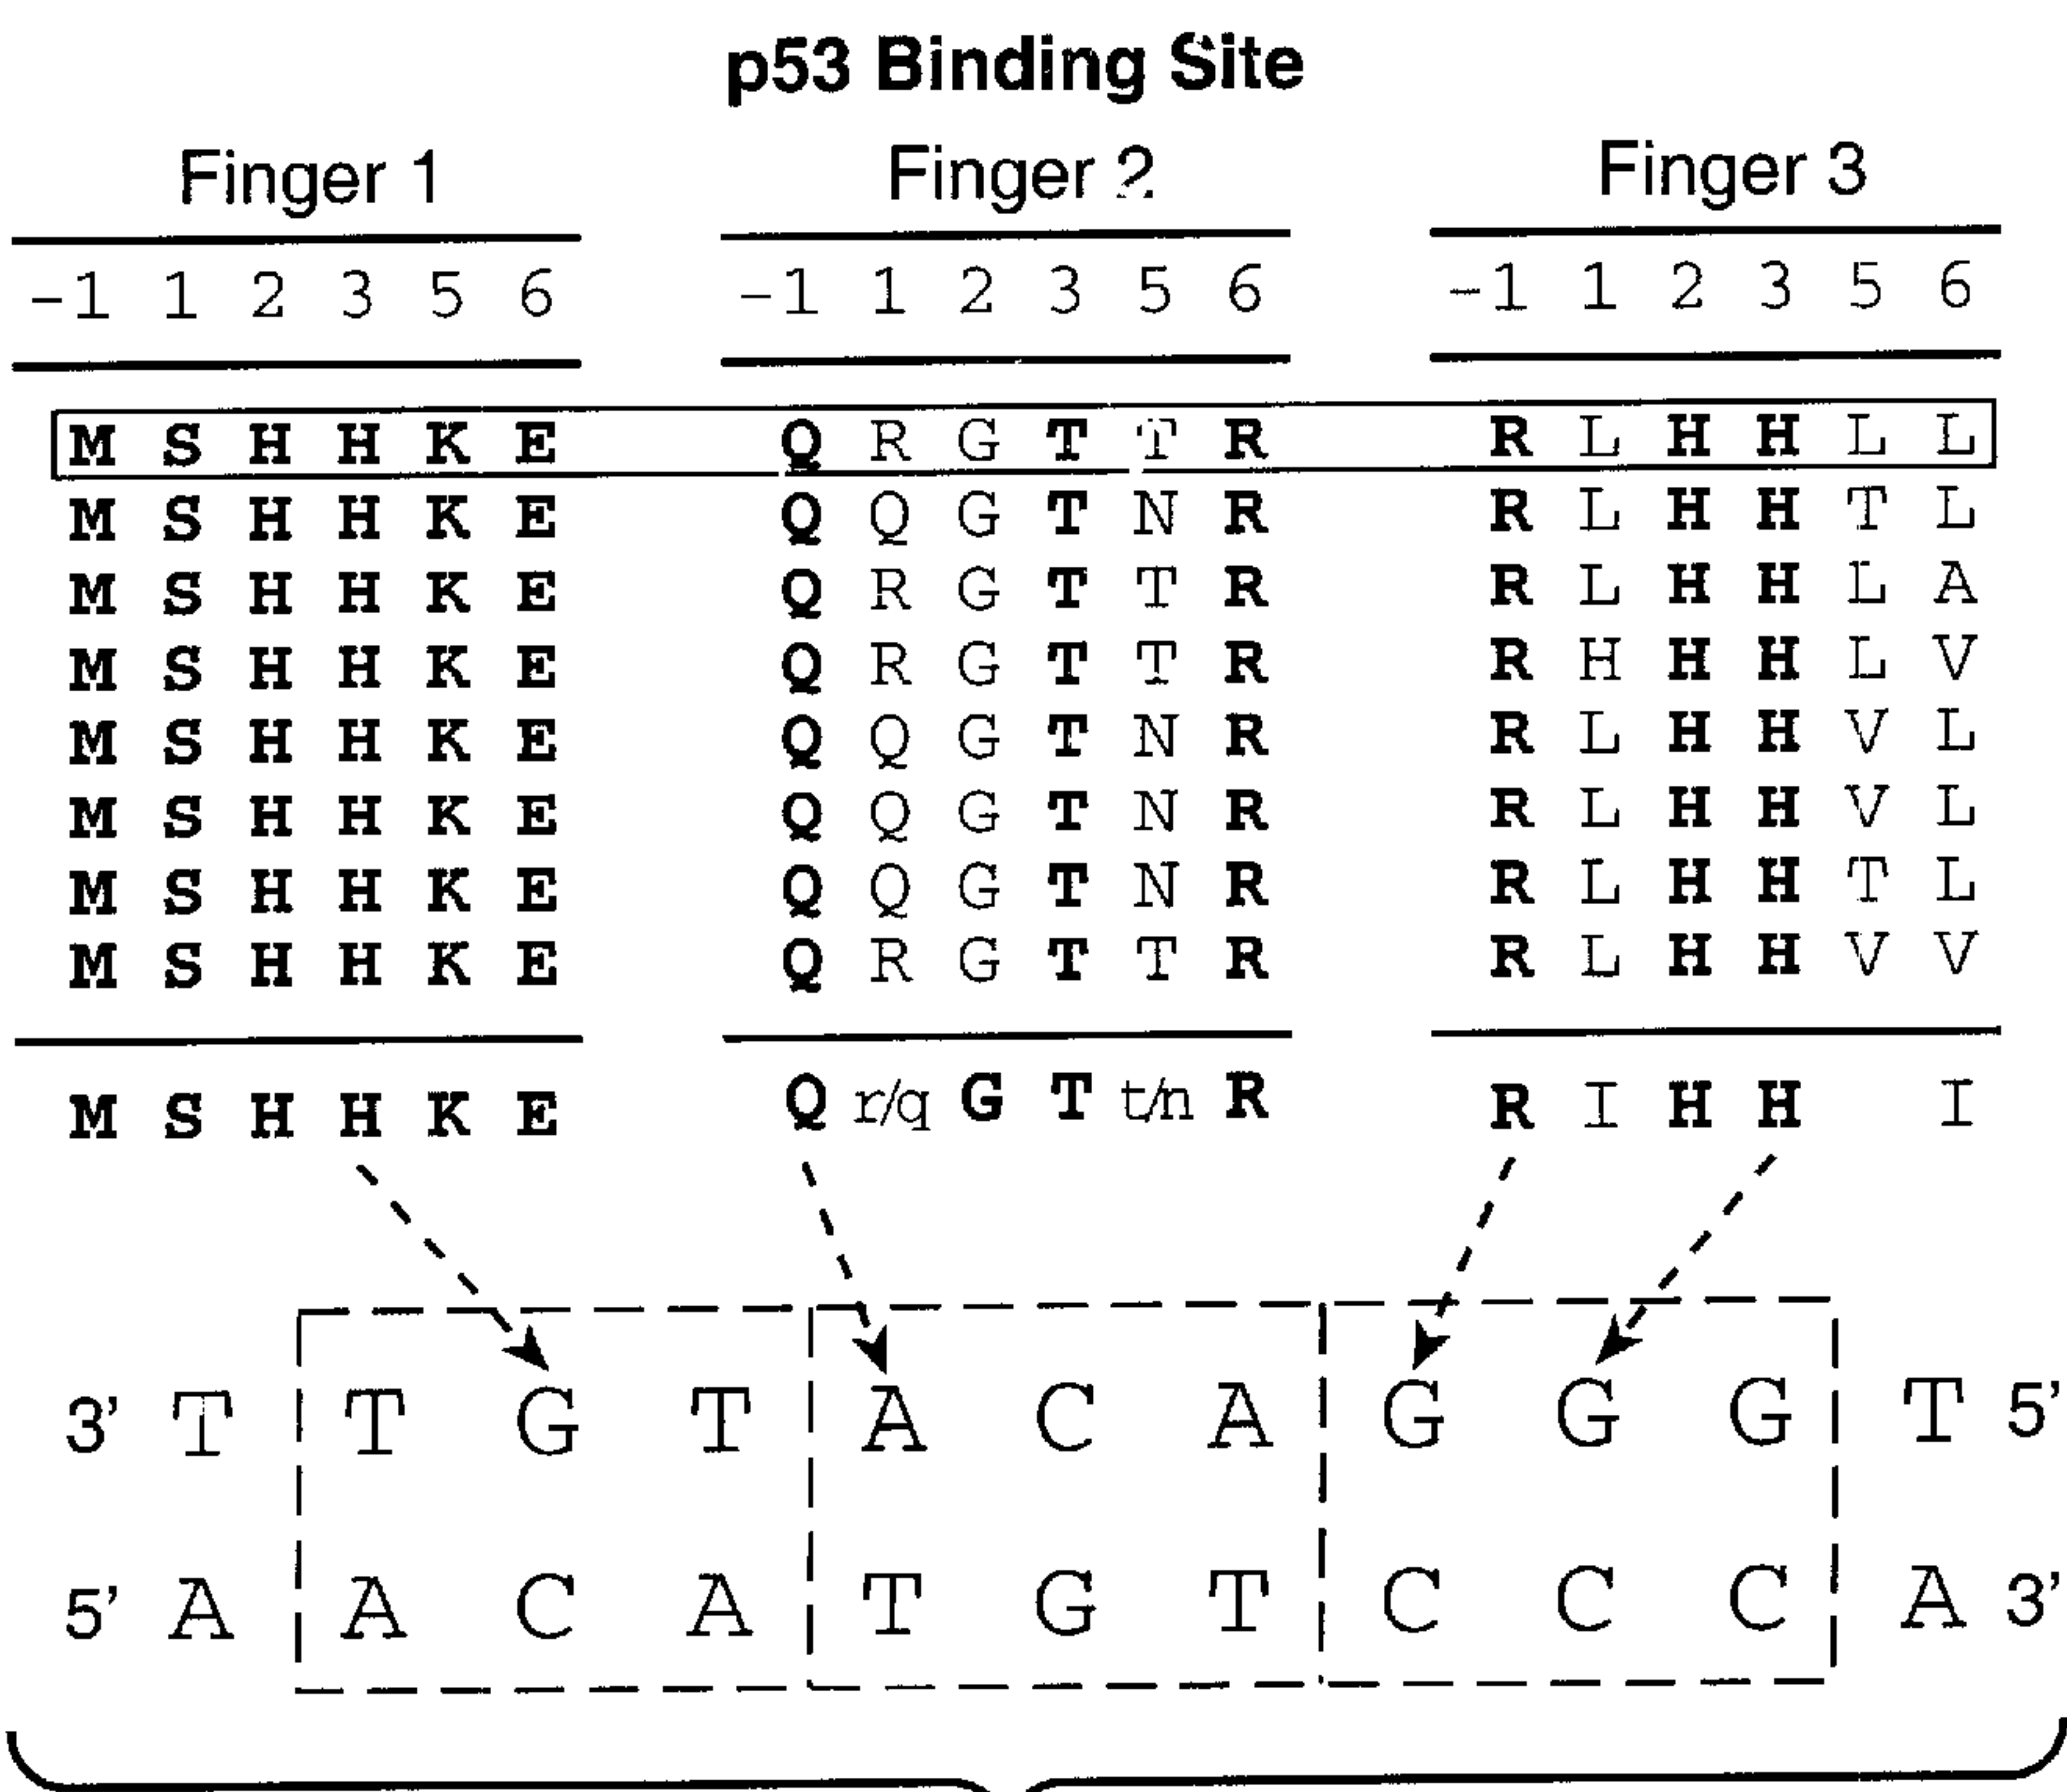 p53 Binding Site
Finger 1 Finger 2 Finger 3
-1 1 2 3 5 6 -1 1 2 3 5 6 -1 1 2 3 5 6
M S H H K E Q R G T T R R L H H L L
M S H H K E Q Q G T N R R L H H T L
M S H H K E Q R G T T R R L H H L A
M S H H K E Q R G T T R R H H H L V
M S H H K E Q Q G T N R R L H H V L
M S H H K E Q Q G T N R R L H H V L
M S H H K E Q Q G T N R R L H H T L
M S H H K E Q R G T T R R L H H V V
M S H H K E Q r/q G T t/n R R I H H I
3' T T G T A C A G G G T 5'
5' A A C A T G T C C C A 3'